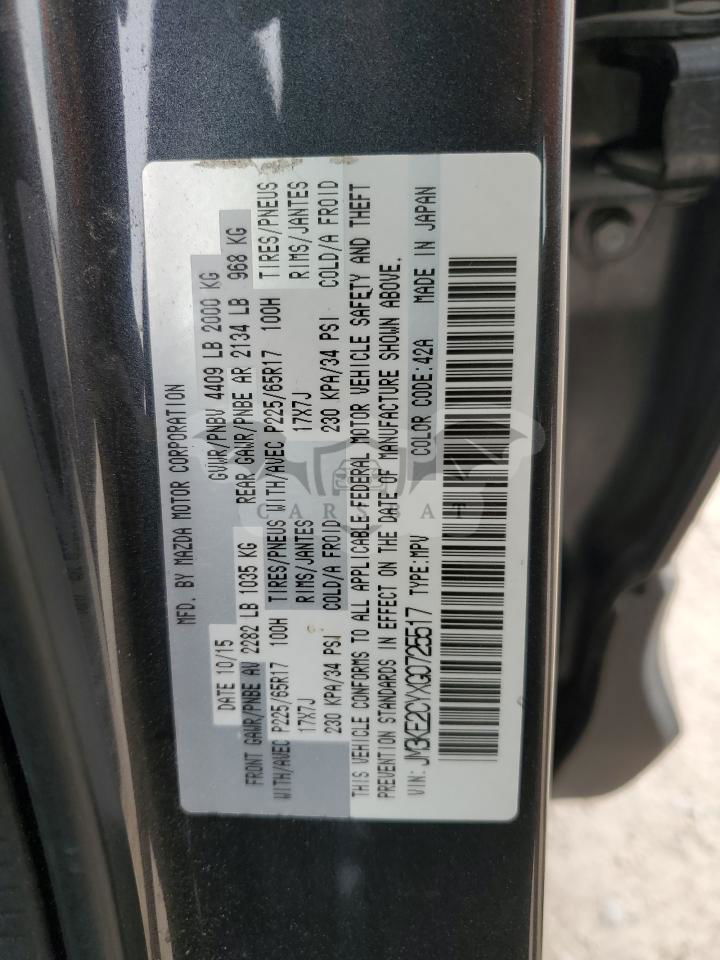 MFD. BY MAZDA MOTOR CORPORATION
DATE 10/15 GVWR/PNBV 4409 LB 2000 KG
FRONT GAWR/PNBE AV 2282 LB 1035 KG REAR GAWR/PNBE AR 2134 LB 968 KG
WITH/AVEC P225/65R17 100H TIRES/PNEUS WITH/AVEC P225/65R17 100H TIRES/PNEUS
17X7J RIMS/JANTES 17X7J RIMS/JANTES
230 KPA/34 PSI COLD/A FROID 230 KPA/34 PSI COLD/A FROID
THIS VEHICLE CONFORMS TO ALL APPLICABLE FEDERAL MOTOR VEHICLE SAFETY AND THEFT
PREVENTION STANDARDS IN EFFECT ON THE DATE OF MANUFACTURE SHOWN ABOVE.
VIN: JM3KE2CYXG0725517 TYPE:MPV COLOR CODE:42A MADE IN JAPAN
CARSBAT